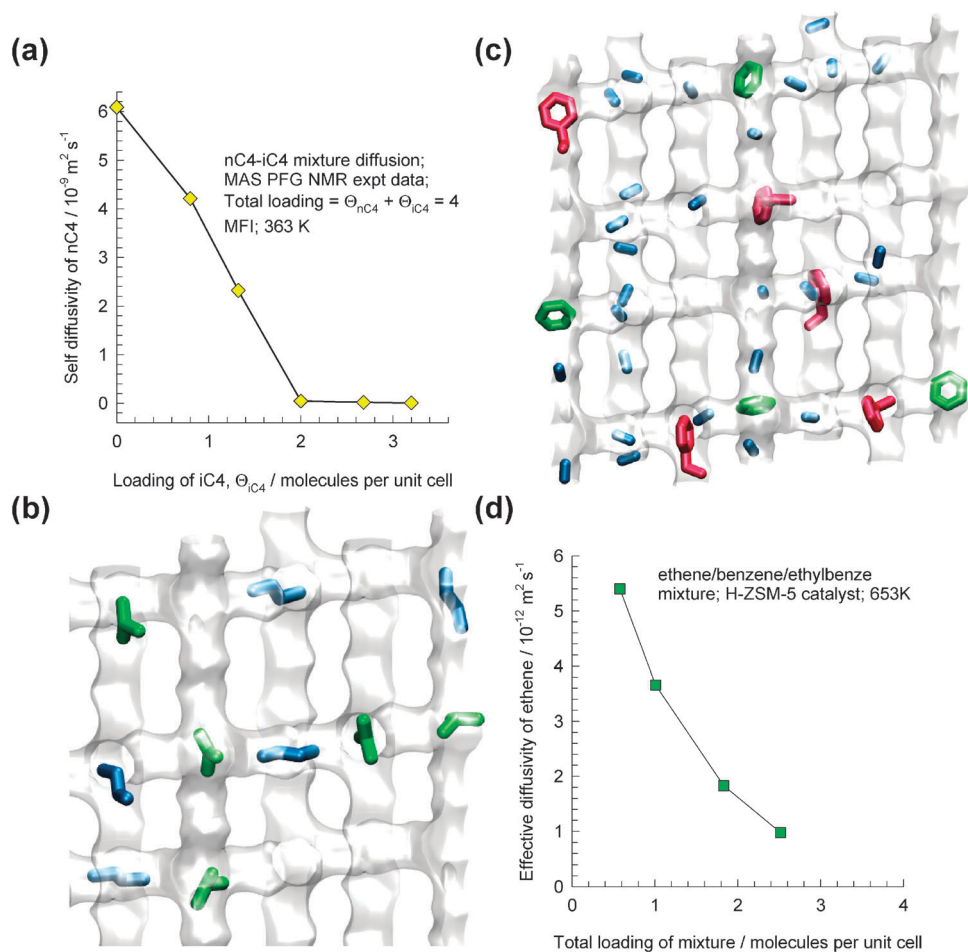 (a)
6
5
4
3
2
1
0
Self diffusivity of nC4 / 10⁻⁹ m² s⁻¹
nC4-iC4 mixture diffusion;
MAS PFG NMR expt data;
Total loading = ΘnC4 + ΘiC4 = 4
MFI; 363 K
0 1 2 3
Loading of iC4, ΘiC4 / molecules per unit cell
(b)
(c)
(d)
6
5
4
3
2
1
0
Effective diffusivity of ethene / 10⁻¹² m² s⁻¹
ethene/benzene/ethylbenze
mixture; H-ZSM-5 catalyst; 653K
0 1 2 3 4
Total loading of mixture / molecules per unit cell